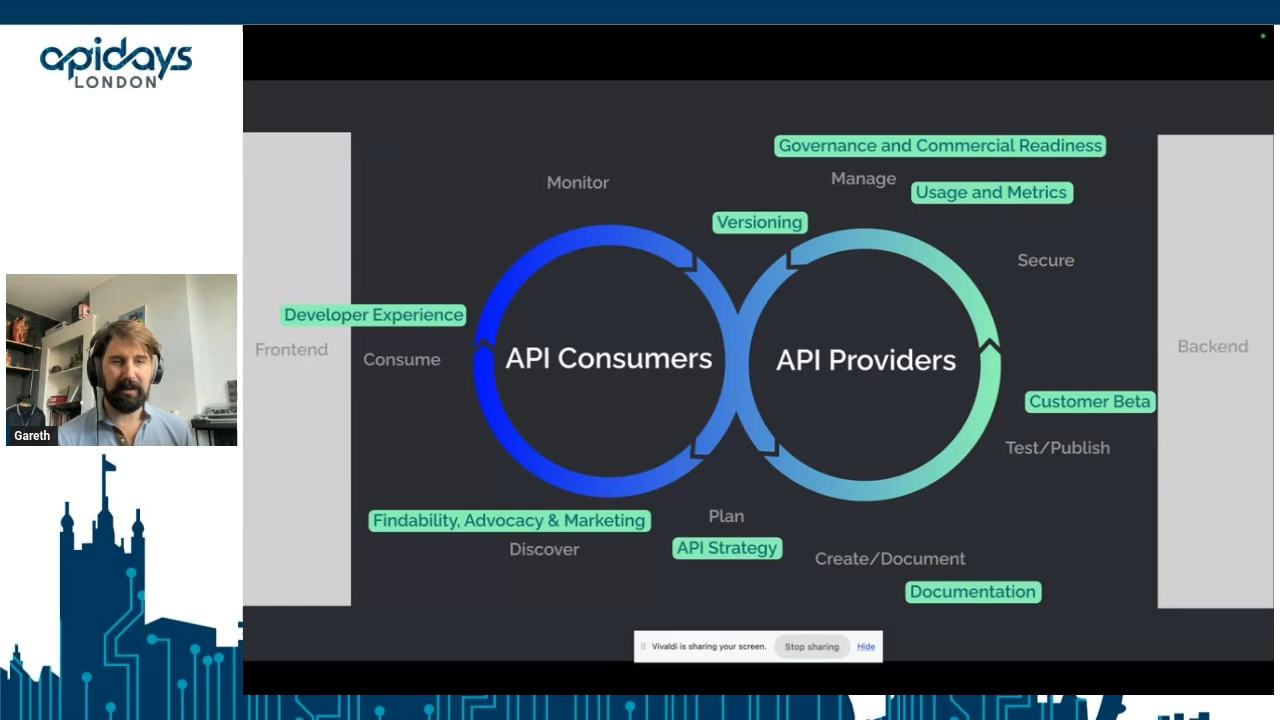 apidays
LONDON
Governance and Commercial Readiness
Monitor
Manage
Usage and Metrics
Versioning
Secure
Developer Experience
Frontend
Consume
API Consumers
API Providers
Backend
Customer Beta
Gareth
Test/Publish
Findability, Advocacy & Marketing
Plan
Discover
API Strategy
Create/Document
Documentation
Vivaldi is sharing your screen.
Stop sharing
Hide